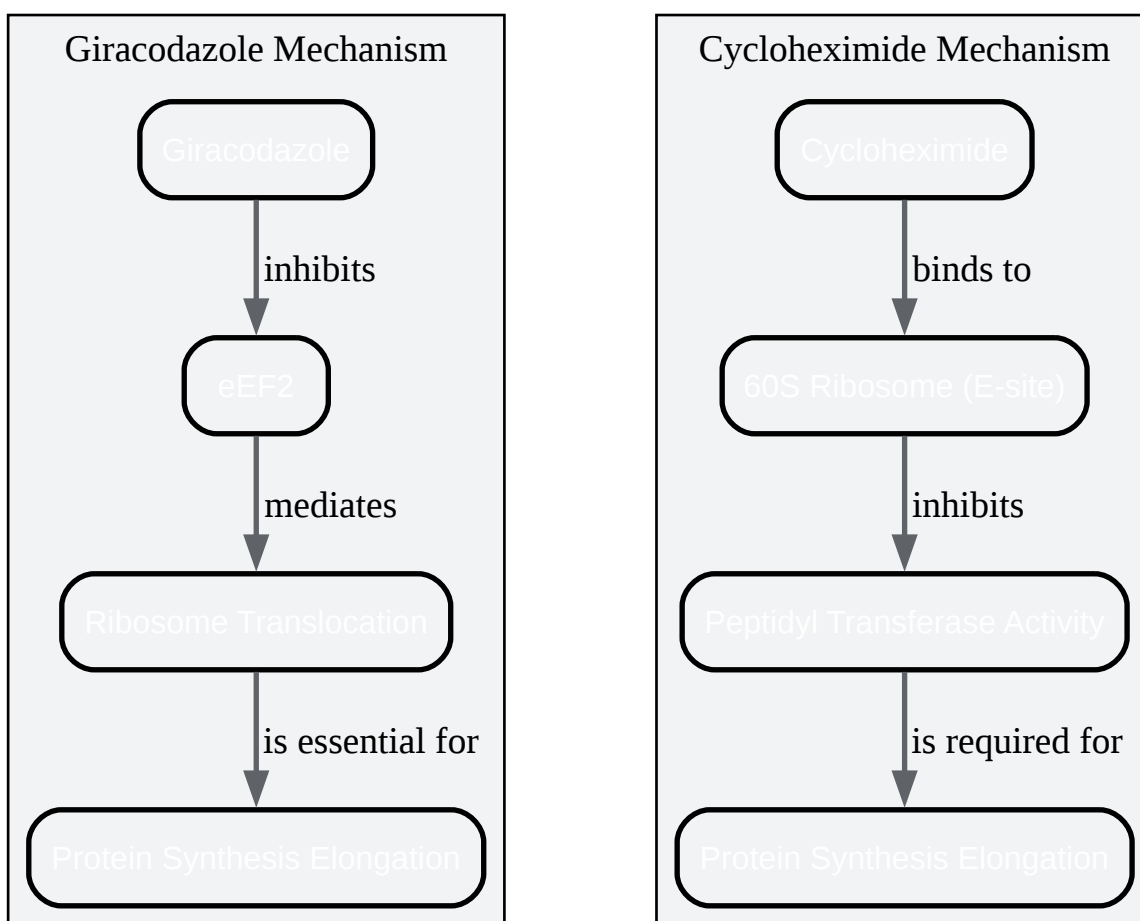 Giracodazole Mechanism
Giracodazole
inhibits
eEF2
mediates
Ribosome Translocation
is essential for
Protein Synthesis Elongation
Cycloheximide Mechanism
Cycloheximide
binds to
60S Ribosome (E-site)
inhibits
Peptidyl Transferase Activity
is required for
Protein Synthesis Elongation